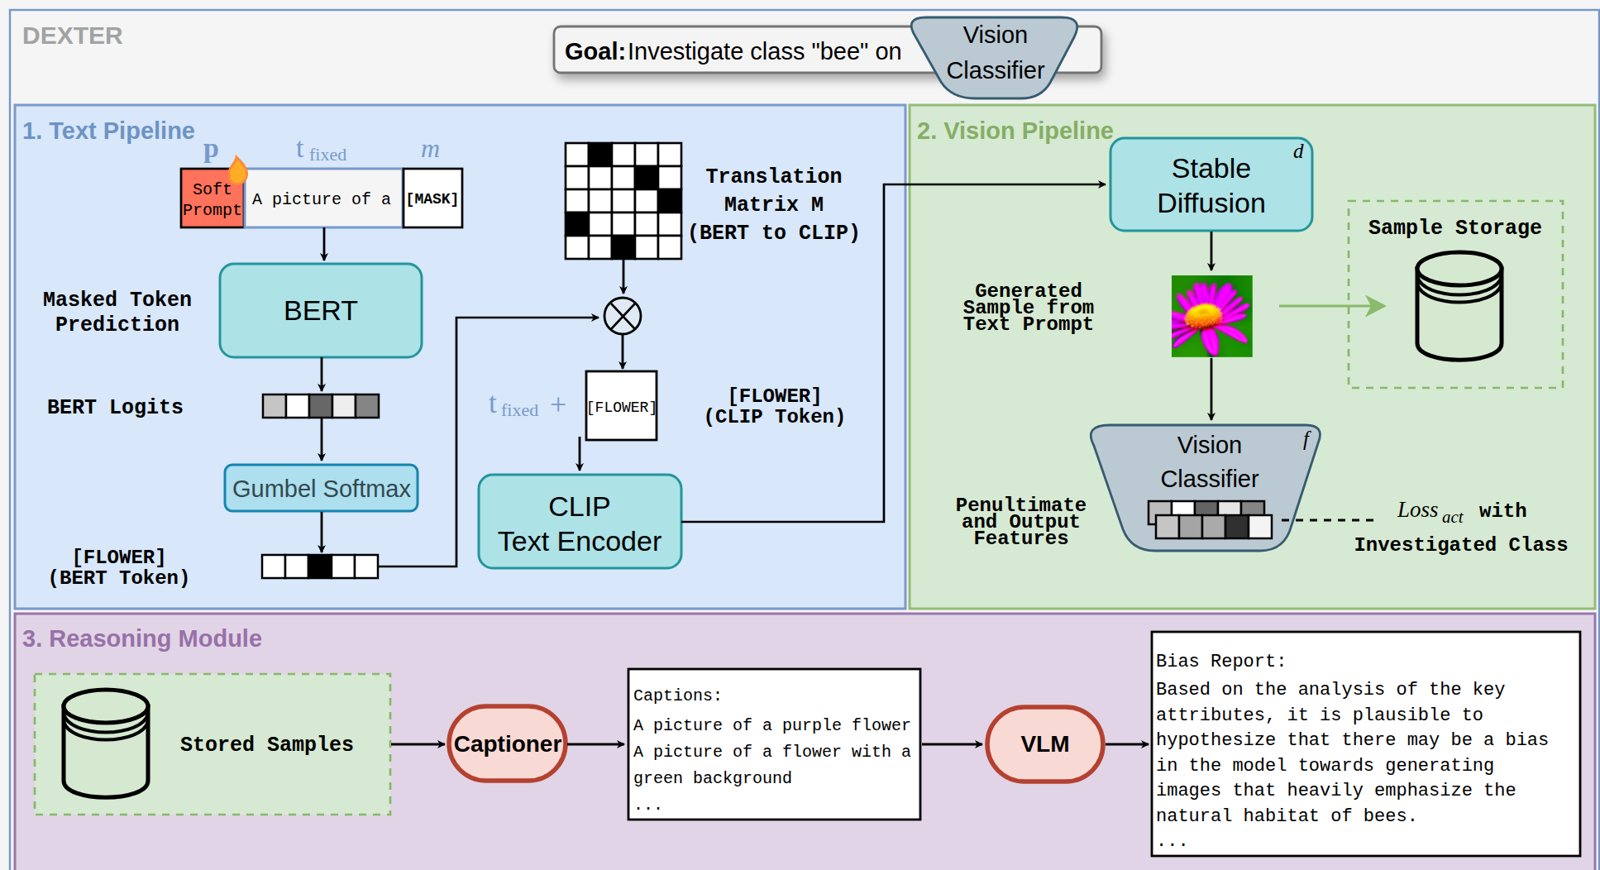 DEXTER
Goal: Investigate class "bee" on
Vision
Classifier
1. Text Pipeline
p
t fixed
m
Soft
Prompt
A picture of a
[MASK]
Translation
Matrix M
(BERT to CLIP)
Masked Token
Prediction
BERT
BERT Logits
t fixed +
[FLOWER]
[FLOWER]
(CLIP Token)
Gumbel Softmax
CLIP
Text Encoder
[FLOWER]
(BERT Token)
2. Vision Pipeline
Stable
Diffusion
d
Sample Storage
Generated
Sample from
Text Prompt
Vision
Classifier
f
Penultimate
and Output
Features
Loss act with
Investigated Class
3. Reasoning Module
Stored Samples
Captioner
Captions:
A picture of a purple flower
A picture of a flower with a
green background
...
VLM
Bias Report:
Based on the analysis of the key
attributes, it is plausible to
hypothesize that there may be a bias
in the model towards generating
images that heavily emphasize the
natural habitat of bees.
...